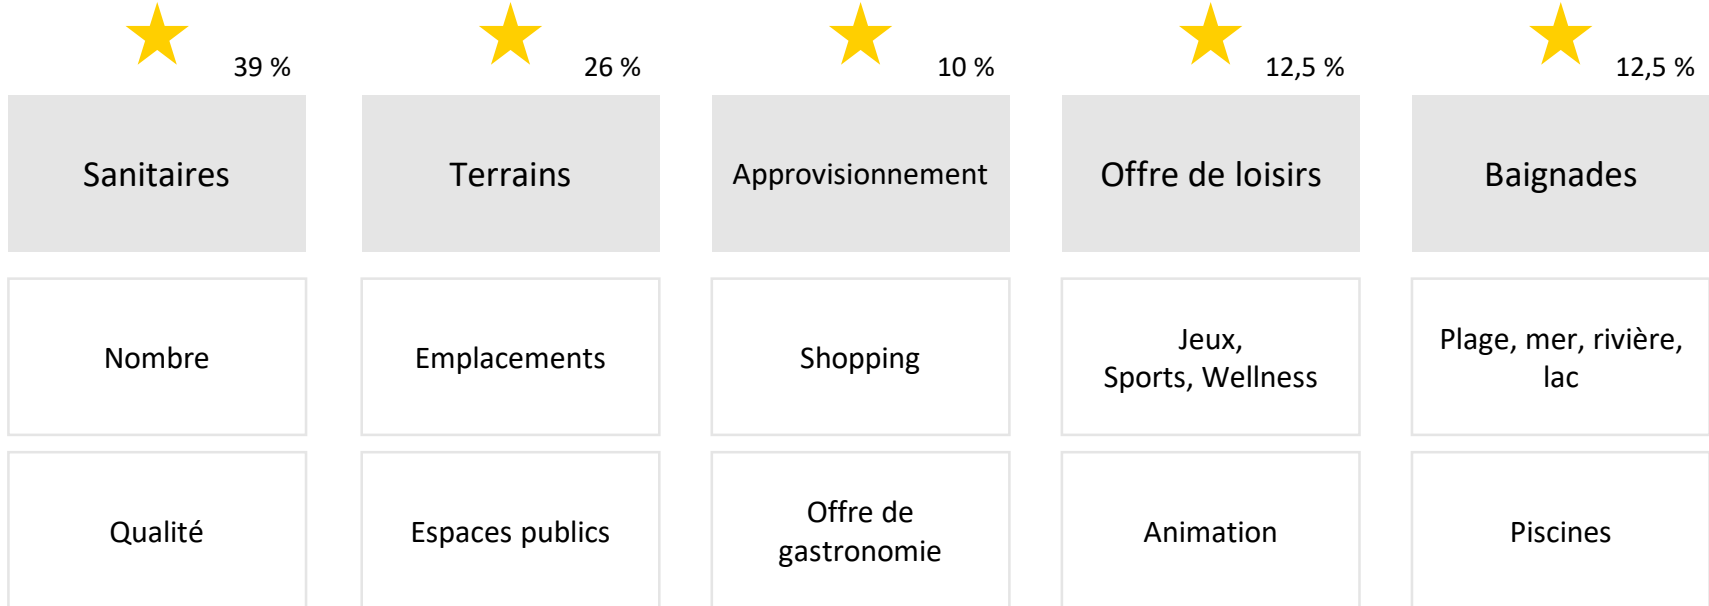 39 %
26 %
10 %
12,5 %
12,5 %
Sanitaires
Terrains
Approvisionnement
Offre de loisirs
Baignades
Nombre
Emplacements
Shopping
Jeux,
Sports, Wellness
Plage, mer, rivière,
lac
Qualité
Espaces publics
Offre de
gastronomie
Animation
Piscines